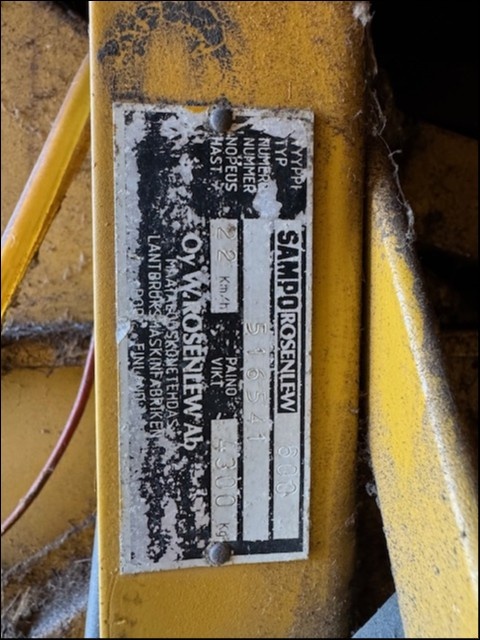 TYYPPI SAMPO ROSENLEW
TYP
NUMERO 516541
NUMMER
NOPEUS 22 Km/h PAINO 4300 Kg
HAST VIKT
Oy W. ROSENLEW Ab
MAATALOUSKONETEHDAS
LANTBRUKSMASKINFABRIKEN
FINLAND